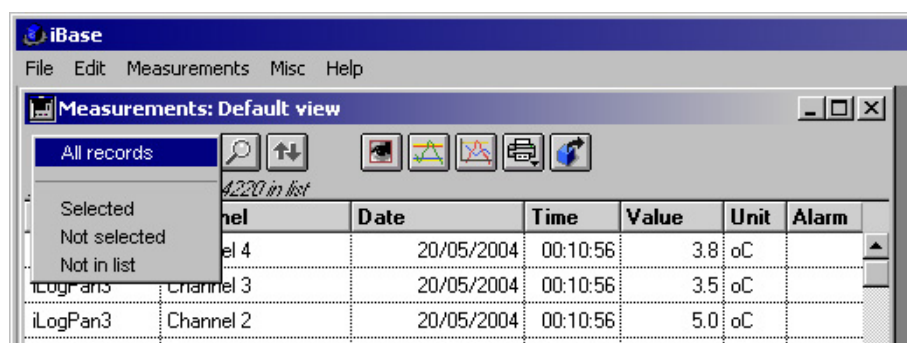 iBase
File Edit Measurements Misc Help
Measurements: Default view
All records
4220 in list
Selected
Not selected
Not in list
nel Date Time Value Unit Alarm
el 4 20/05/2004 00:10:56 3.8 oC
iLogPan3 Channel 3 20/05/2004 00:10:56 3.5 oC
iLogPan3 Channel 2 20/05/2004 00:10:56 5.0 oC